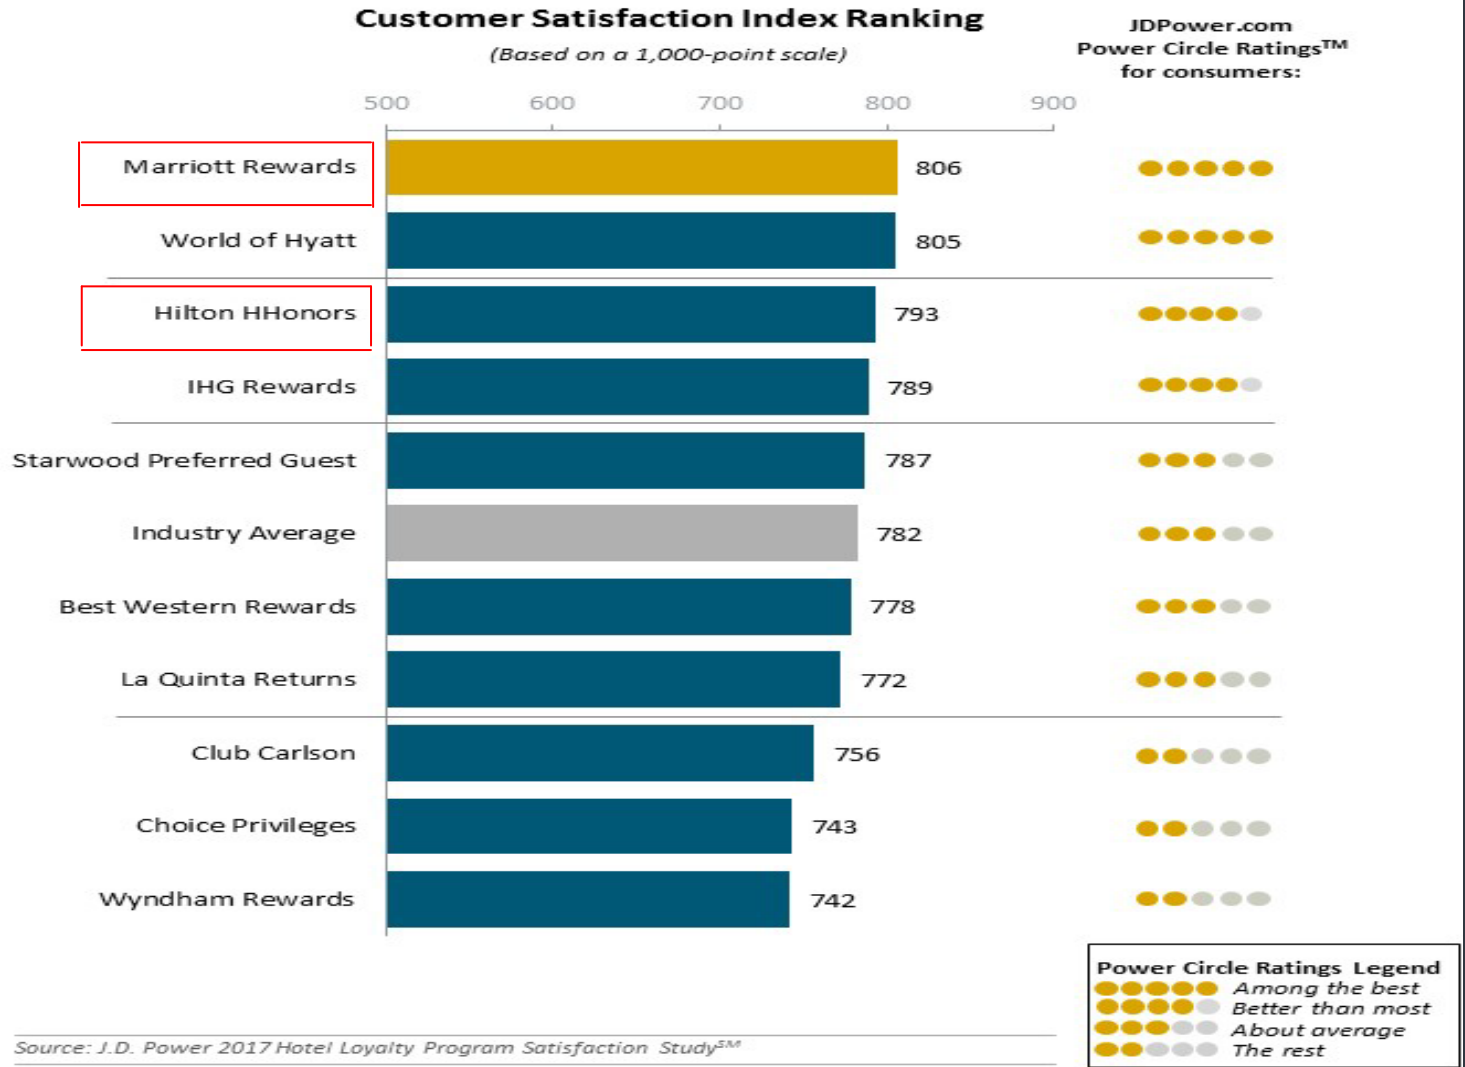 Customer Satisfaction Index Ranking
(Based on a 1,000-point scale)
JDPower.com
Power Circle Ratings™
for consumers:
500 600 700 800 900
Marriott Rewards 806
World of Hyatt 805
Hilton HHonors 793
IHG Rewards 789
Starwood Preferred Guest 787
Industry Average 782
Best Western Rewards 778
La Quinta Returns 772
Club Carlson 756
Choice Privileges 743
Wyndham Rewards 742
Power Circle Ratings Legend
Among the best
Better than most
About average
The rest
Source: J.D. Power 2017 Hotel Loyalty Program Satisfaction Study℠